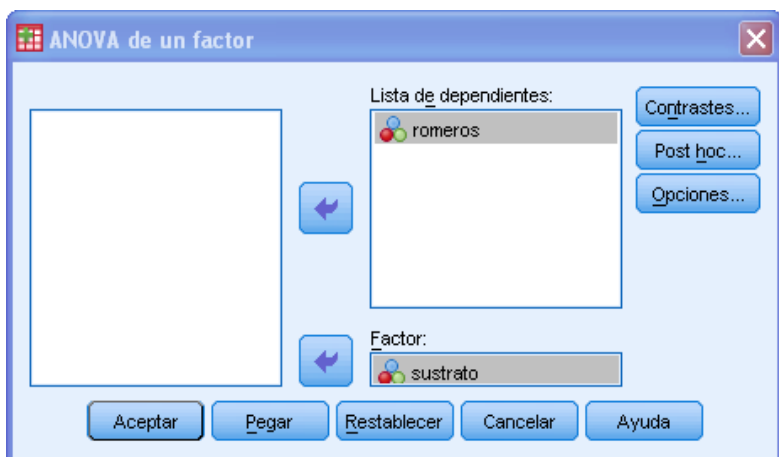 ANOVA de un factor
Lista de dependientes:
romeros
Contrastes...
Post hoc...
Opciones...
Factor:
sustrato
Aceptar
Pegar
Restablecer
Cancelar
Ayuda